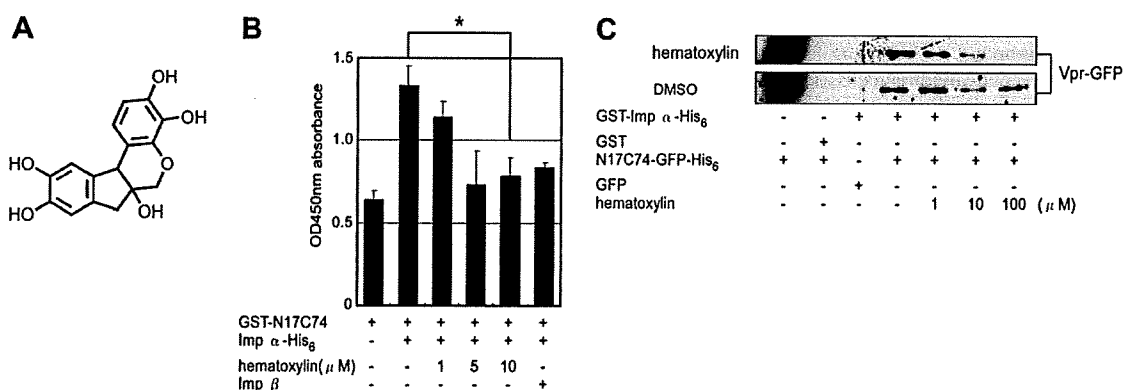 A
OH
OH
O
HO
HO
OH
B
*
1.5
1.0
0.5
0
OD450nm absorbance
GST-N17C74 + + + + + +
Imp α-His6 - + + + + +
hematoxylin(μM) - - 1 5 10 -
Imp β - - - - - +
C
hematoxylin
DMSO
Vpr-GFP
GST-Imp α-His6 - - + + + + +
GST - + - - - - -
N17C74-GFP-His6 + + - + + + +
GFP - - + - - - -
hematoxylin - - - - 1 10 100 (μM)